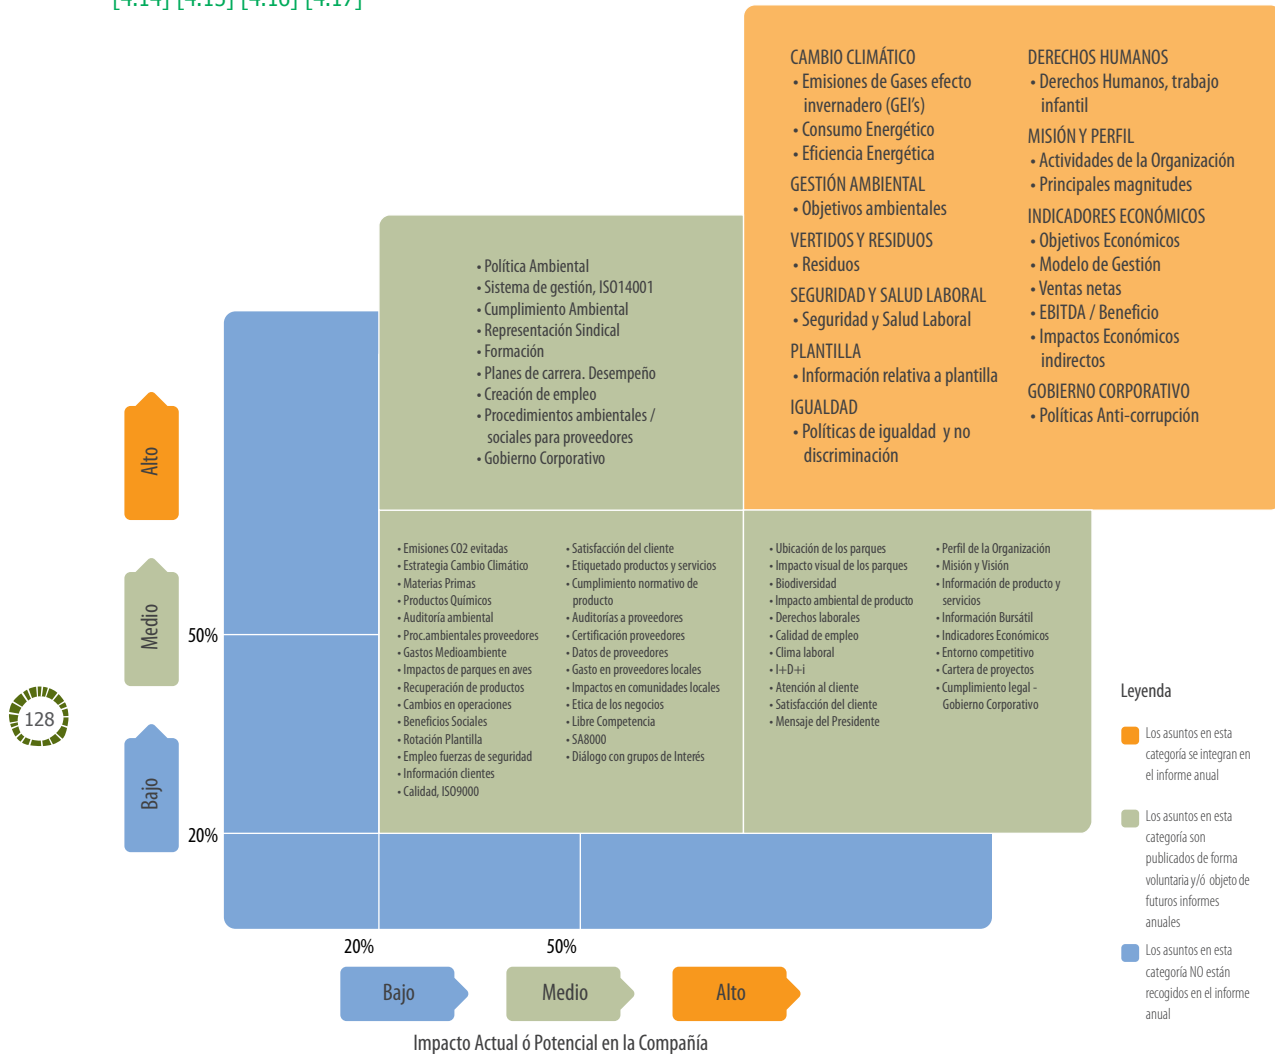 [4.14] [4.15] [4.16] [4.17]
CAMBIO CLIMÁTICO
• Emisiones de Gases efecto
invernadero (GEI's)
• Consumo Energético
• Eficiencia Energética
GESTIÓN AMBIENTAL
• Objetivos ambientales
VERTIDOS Y RESIDUOS
• Residuos
SEGURIDAD Y SALUD LABORAL
• Seguridad y Salud Laboral
PLANTILLA
• Información relativa a plantilla
IGUALDAD
• Políticas de igualdad y no
discriminación
DERECHOS HUMANOS
• Derechos Humanos, trabajo
infantil
MISIÓN Y PERFIL
• Actividades de la Organización
• Principales magnitudes
INDICADORES ECONÓMICOS
• Objetivos Económicos
• Modelo de Gestión
• Ventas netas
• EBITDA / Beneficio
• Impactos Económicos
indirectos
GOBIERNO CORPORATIVO
• Políticas Anti-corrupción
• Política Ambiental
• Sistema de gestión, ISO14001
• Cumplimiento Ambiental
• Representación Sindical
• Formación
• Planes de carrera. Desempeño
• Creación de empleo
• Procedimientos ambientales /
sociales para proveedores
• Gobierno Corporativo
Alto
Medio
Bajo
50%
20%
• Emisiones CO2 evitadas
• Estrategia Cambio Climático
• Materias Primas
• Productos Químicos
• Auditoría ambiental
• Proc.ambientales proveedores
• Gastos Medioambiente
• Impactos de parques en aves
• Recuperación de productos
• Cambios en operaciones
• Beneficios Sociales
• Rotación Plantilla
• Empleo fuerzas de seguridad
• Información clientes
• Calidad, ISO9000
• Satisfacción del cliente
• Etiquetado productos y servicios
• Cumplimiento normativo de
producto
• Auditorías a proveedores
• Certificación proveedores
• Datos de proveedores
• Gasto en proveedores locales
• Impactos en comunidades locales
• Etica de los negocios
• Libre Competencia
• SA8000
• Diálogo con grupos de Interés
• Ubicación de los parques
• Impacto visual de los parques
• Biodiversidad
• Impacto ambiental de producto
• Derechos laborales
• Calidad de empleo
• Clima laboral
• I+D+i
• Atención al cliente
• Satisfacción del cliente
• Mensaje del Presidente
• Perfil de la Organización
• Misión y Visión
• Información de producto y
servicios
• Información Bursátil
• Indicadores Económicos
• Entorno competitivo
• Cartera de proyectos
• Cumplimiento legal -
Gobierno Corporativo
128
Leyenda
Los asuntos en esta
categoría se integran en
el informe anual
Los asuntos en esta
categoría son
publicados de forma
voluntaria y/ó objeto de
futuros informes
anuales
Los asuntos en esta
categoría NO están
recogidos en el informe
anual
20%
50%
Bajo
Medio
Alto
Impacto Actual ó Potencial en la Compañía